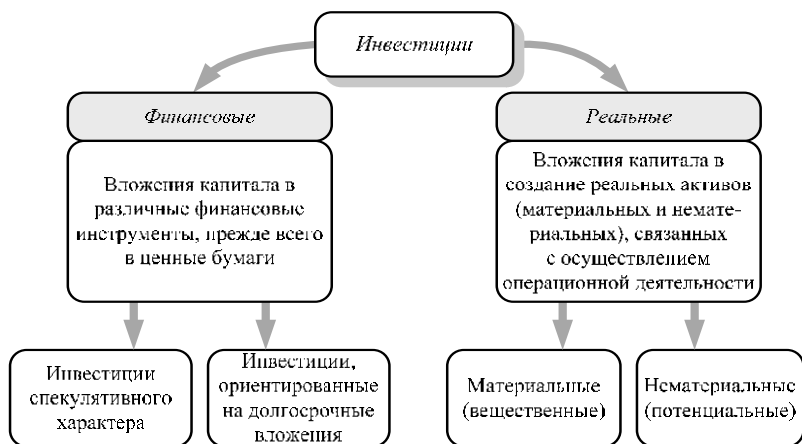 Инвестиции
Финансовые
Вложения капитала в
различные финансовые
инструменты, прежде всего
в ценные бумаги
Реальные
Вложения капитала в
создание реальных активов
(материальных и немате-
риальных), связанных
с осуществлением
операционной деятельности
Инвестиции
спекулятивного
характера
Инвестиции,
ориентированные
на долгосрочные
вложения
Материальные
(вещественные)
Нематериальные
(потенциальные)